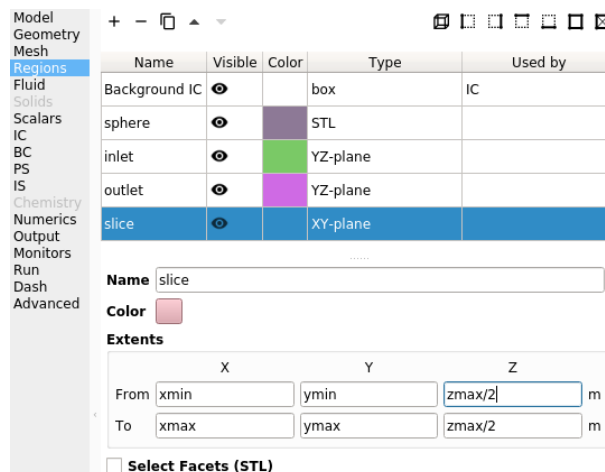 Model
Geometry
Mesh
Regions
Fluid
Solids
Scalars
IC
BC
PS
IS
Chemistry
Numerics
Output
Monitors
Run
Dash
Advanced
Name Visible Color Type Used by
Background IC box IC
sphere STL
inlet YZ-plane
outlet YZ-plane
slice XY-plane
Name slice
Color
Extents
X Y Z
From xmin ymin zmax/2 m
To xmax ymax zmax/2 m
Select Facets (STL)